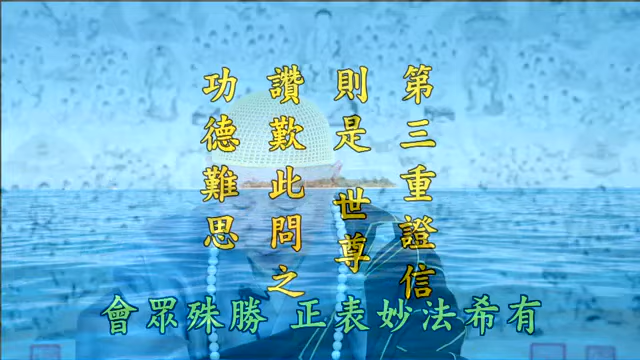 第三重證信
則是 世尊
讚歎此問之
功德難思
會眾殊勝 正表妙法希有